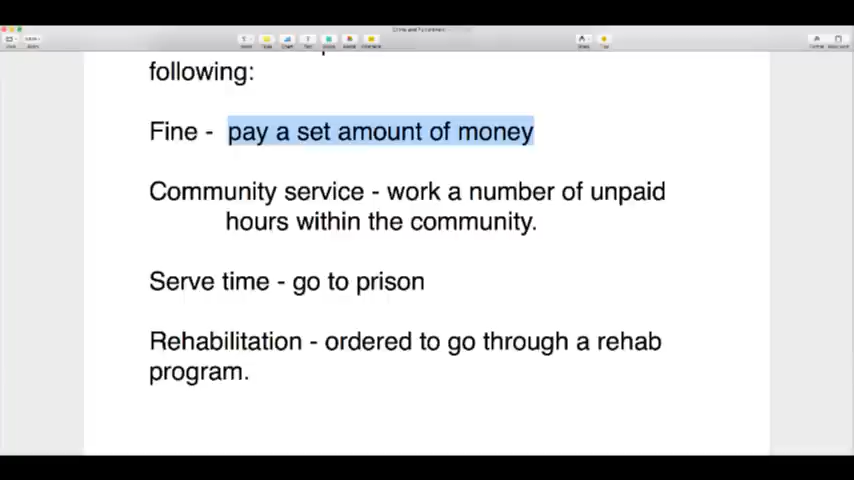 following:
Fine - pay a set amount of money
Community service - work a number of unpaid
hours within the community.
Serve time - go to prison
Rehabilitation - ordered to go through a rehab
program.